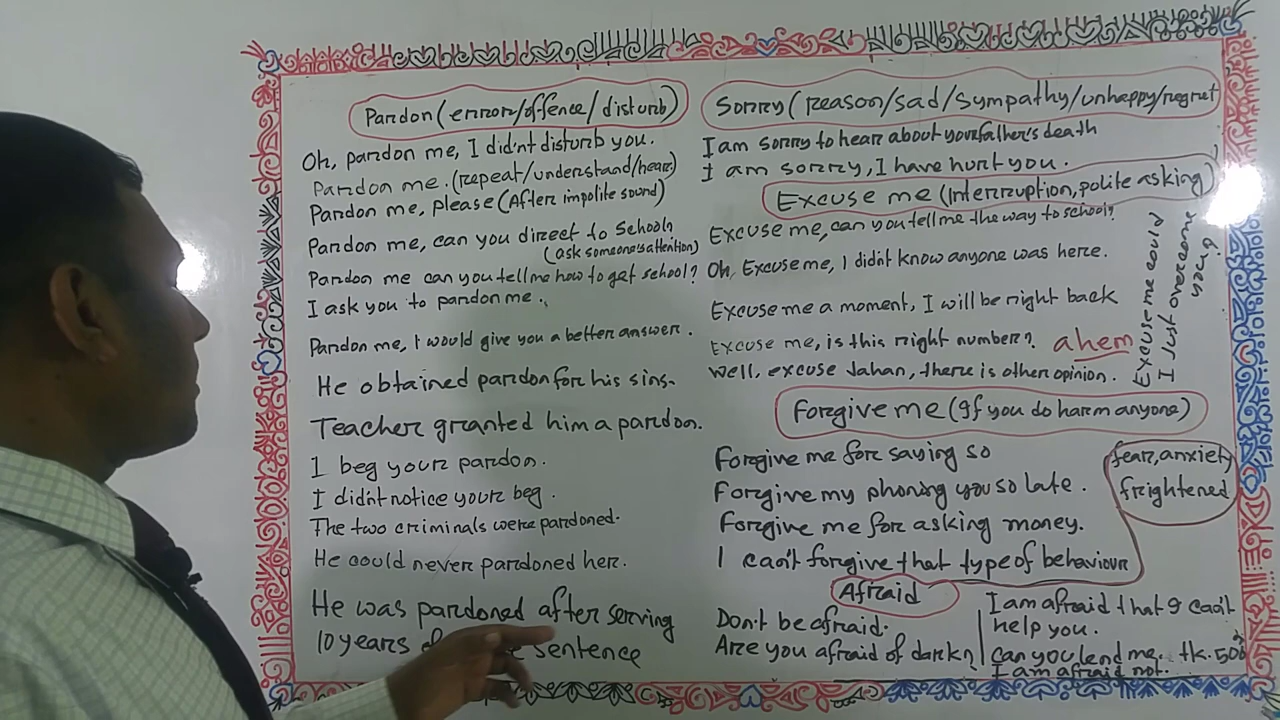 Pardon (error/offence/disturb)
Oh, pardon me, I didn't disturb you.
Pardon me. (repeat/understand/hear)
Pardon me, please (After impolite sound)
Pardon me, can you direct to School
(ask someone's attention)
Pardon me can you tell me how to get school?
I ask you to pardon me.
Pardon me, I would give you a better answer.
He obtained pardon for his sins.
Teacher granted him a pardon.
I beg your pardon.
I didn't notice your beg.
The two criminals were pardoned.
He could never pardoned her.
He was pardoned after serving
10 years sentence
Sorry (reason/sad/sympathy/unhappy/regret
I am sorry to hear about your father's death
I am sorry, I have hurt you.
Excuse me (Interruption, polite asking)
Excuse me, can you tell me the way to school?
Oh, Excuse me, I didn't know anyone was here.
Excuse me a moment, I will be right back
Excuse me, is this right number? ahem
Well, excuse Jahan, there is other opinion.
Excuse me could
I Just overcome
you?
Forgive me (If you do harm anyone)
Forgive me for saying so
Forgive my phoning you so late.
Forgive me for asking money.
I can't forgive that type of behaviour
fear, anxiety
frightened
Afraid
Don't be afraid.
Are you afraid of dark?
I am afraid that I can't
help you.
can you lend me. tk. 500
I am afraid not.